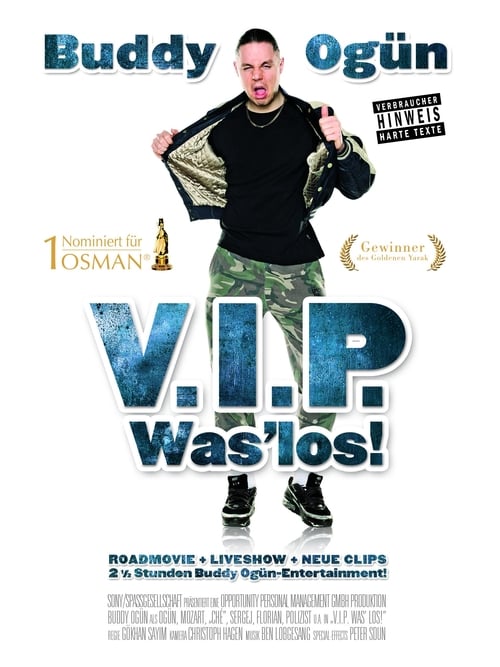 Buddy Ogün
VERBRAUCHER
HINWEIS
HARTE TEXTE
1 Nominiert für
OSMAN®
Gewinner
des Goldenen Yarak
V.I.P.
Was'los!
ROADMOVIE + LIVESHOW + NEUE CLIPS
2 ½ Stunden Buddy Ogün-Entertainment!
SONY/SPASSGESELLSCHAFT PRÄSENTIERT EINE OPPORTUNITY PERSONAL MANAGEMENT GMBH PRODUKTION
BUDDY OGÜN ALS OGÜN, MOZART, „CHÉ", SERGEJ, FLORIAN, POLIZIST U.A. IN „V.I.P. WAS' LOS!"
REGIE GÖKHAN SAYIM KAMERA CHRISTOPH HAGEN MUSIK BEN LOBGESANG SPECIAL EFFECTS PETER SOUN